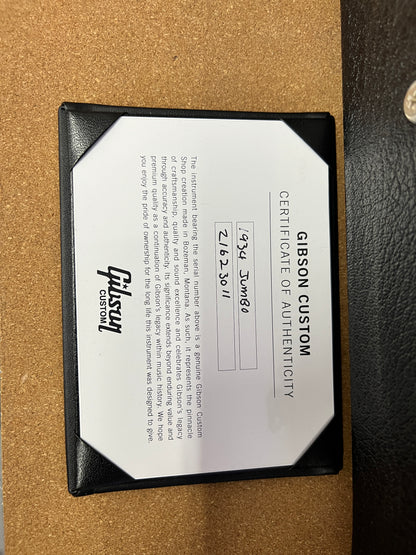 GIBSON CUSTOM
CERTIFICATE OF AUTHENTICITY
1934 JUMBO
21623011
The instrument bearing the serial number above is a genuine Gibson Custom
Shop creation made in Bozeman, Montana. As such, it represents the pinnacle
of craftsmanship, quality and sound excellence and celebrates Gibson's legacy
through accuracy and authenticity. Its significance extends beyond enduring value and
premium quality as a continuation of Gibson's legacy within music history. We hope
you enjoy the pride of ownership for the long life this instrument was designed to give.
Gibson
CUSTOM